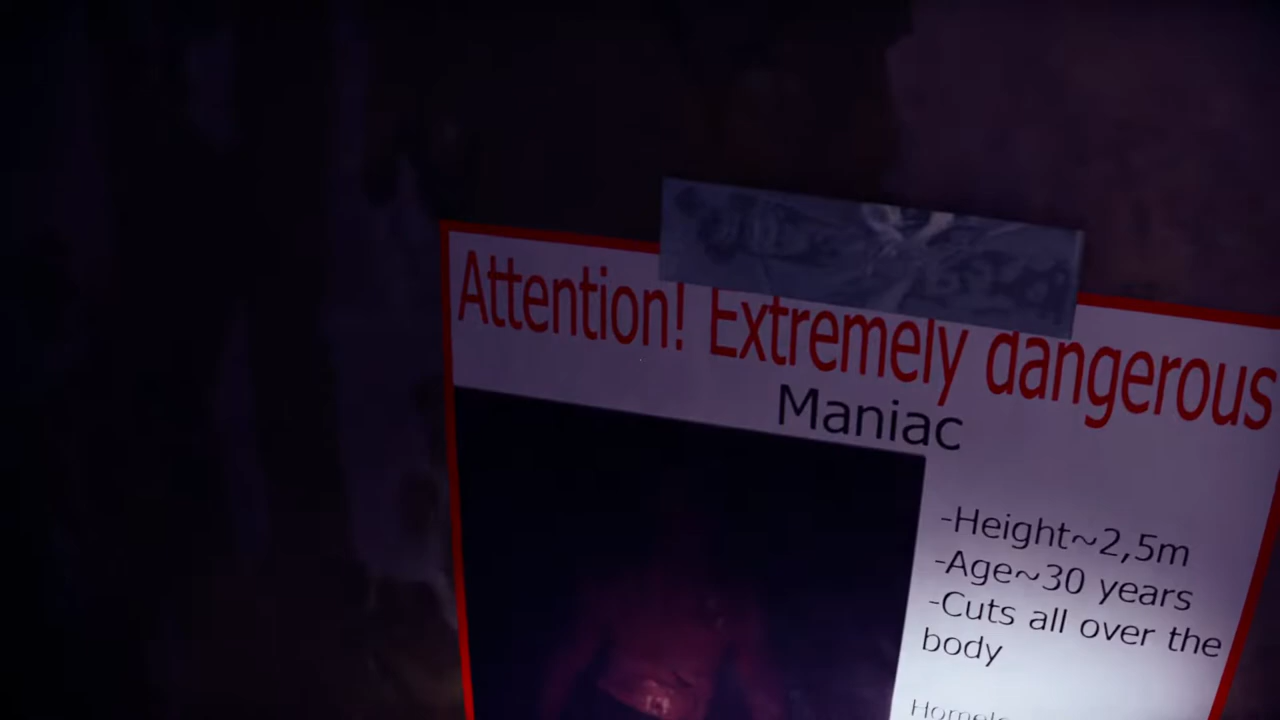 Attention! Extremely dangerous
Maniac
-Height~2,5m
-Age~30 years
-Cuts all over the
body